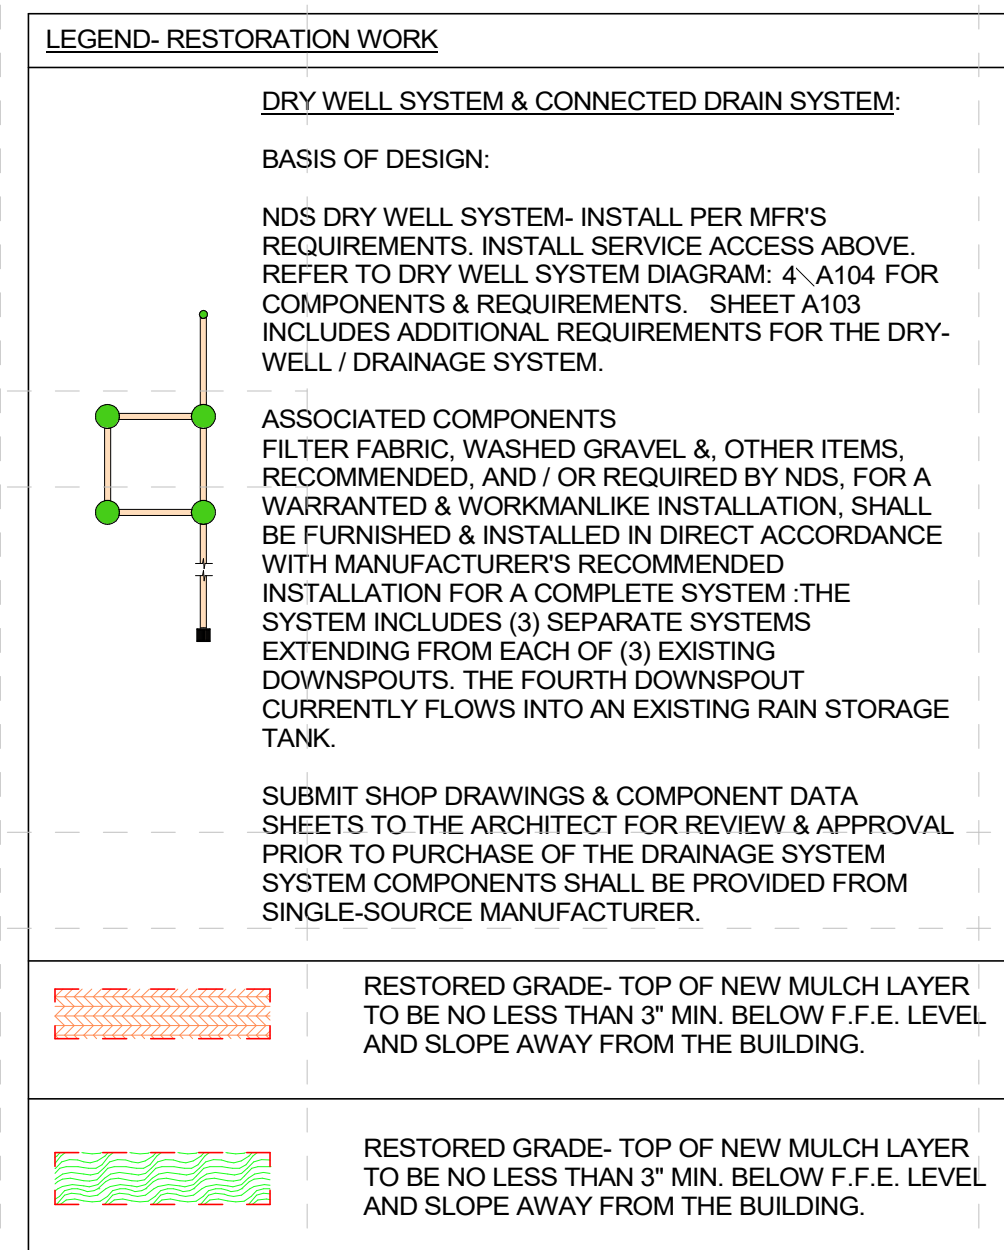 LEGEND- RESTORATION WORK
DRY WELL SYSTEM & CONNECTED DRAIN SYSTEM:
BASIS OF DESIGN:
NDS DRY WELL SYSTEM- INSTALL PER MFR'S
REQUIREMENTS. INSTALL SERVICE ACCESS ABOVE.
REFER TO DRY WELL SYSTEM DIAGRAM: 4\A104 FOR
COMPONENTS & REQUIREMENTS. SHEET A103
INCLUDES ADDITIONAL REQUIREMENTS FOR THE DRY-
WELL / DRAINAGE SYSTEM.
ASSOCIATED COMPONENTS
FILTER FABRIC, WASHED GRAVEL &, OTHER ITEMS,
RECOMMENDED, AND / OR REQUIRED BY NDS, FOR A
WARRANTED & WORKMANLIKE INSTALLATION, SHALL
BE FURNISHED & INSTALLED IN DIRECT ACCORDANCE
WITH MANUFACTURER'S RECOMMENDED
INSTALLATION FOR A COMPLETE SYSTEM :THE
SYSTEM INCLUDES (3) SEPARATE SYSTEMS
EXTENDING FROM EACH OF (3) EXISTING
DOWNSPOUTS. THE FOURTH DOWNSPOUT
CURRENTLY FLOWS INTO AN EXISTING RAIN STORAGE
TANK.
SUBMIT SHOP DRAWINGS & COMPONENT DATA
SHEETS TO THE ARCHITECT FOR REVIEW & APPROVAL
PRIOR TO PURCHASE OF THE DRAINAGE SYSTEM
SYSTEM COMPONENTS SHALL BE PROVIDED FROM
SINGLE-SOURCE MANUFACTURER.
RESTORED GRADE- TOP OF NEW MULCH LAYER
TO BE NO LESS THAN 3" MIN. BELOW F.F.E. LEVEL
AND SLOPE AWAY FROM THE BUILDING.
RESTORED GRADE- TOP OF NEW MULCH LAYER
TO BE NO LESS THAN 3" MIN. BELOW F.F.E. LEVEL
AND SLOPE AWAY FROM THE BUILDING.